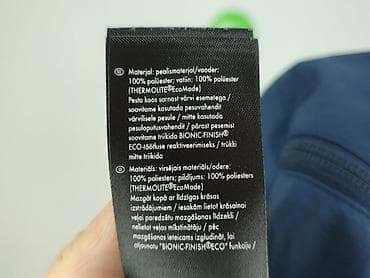 Materjal: pealismaterjal/vooder:
100% polüester; vatiin: 100% polüester
(THERMOLITE®EcoMade)
Pesta koos sarnast värvi esemetega /
soovitame kasutada pesuvahendit
värvilisele pesule / mitte kasutada
pesuloputusvahendit / pärast pesemist
soovitame triikida BIONIC-FINISH®
ECO-töötluse reaktiveerimiseks / trükki
mitte triikida
Materiāls: virsējais materiāls/odere:
100% poliesters; pildījums: 100% poliesters
(THERMOLITE®EcoMade)
Mazgāt kopā ar līdzīgas krāsas
izstrādājumiem / iesakām lietot krāsainai
veļai paredzētu mazgāšanas līdzekli /
nelietot veļas mīkstinātāju / pēc
mazgāšanas ieteicams izgludināt, lai
atjaunotu "BIONIC-FINISH®ECO" funkciju /